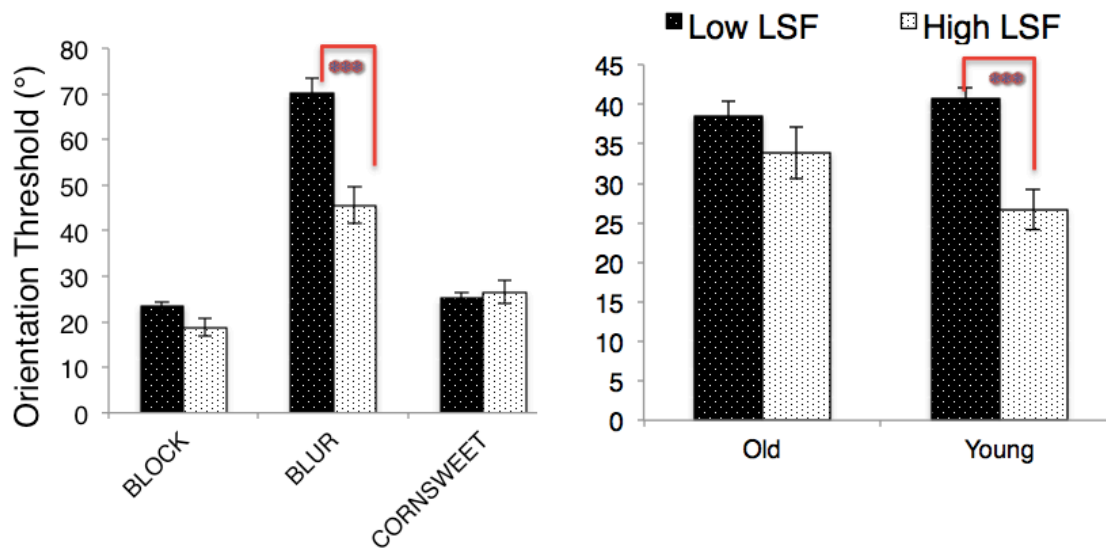 Low LSF High LSF
Orientation Threshold (°)
80
70
60
50
40
30
20
10
0
BLOCK
BLUR
CORNSWEET
45
40
35
30
25
20
15
10
5
0
Old
Young